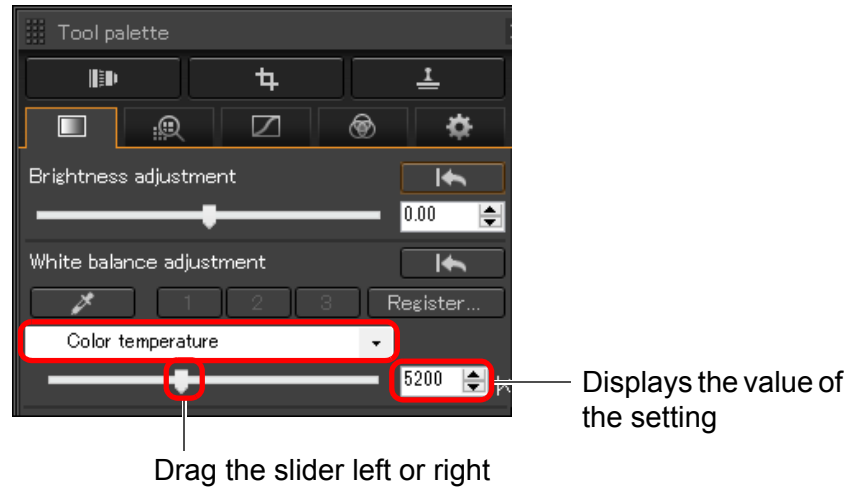 Tool palette
Brightness adjustment
0.00
White balance adjustment
1 2 3 Register...
Color temperature
5200 K
Displays the value of
the setting
Drag the slider left or right